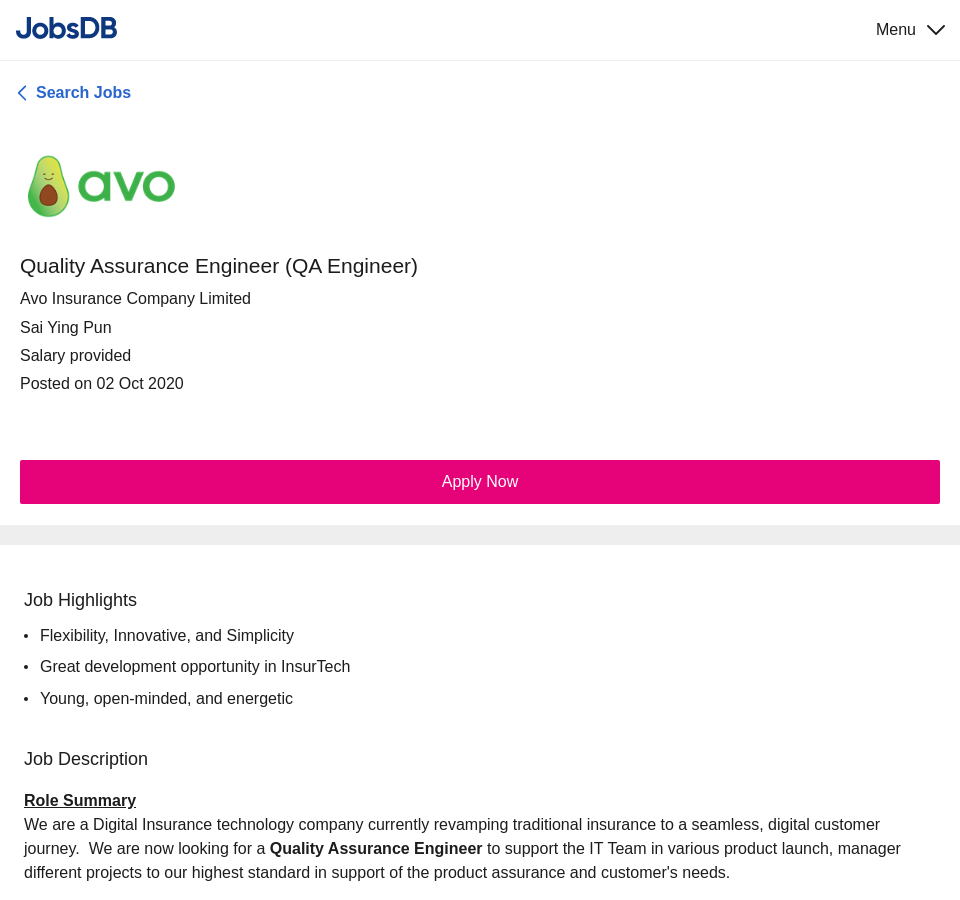 JobsDB
Menu
Search Jobs
avo
Quality Assurance Engineer (QA Engineer)
Avo Insurance Company Limited
Sai Ying Pun
Salary provided
Posted on 02 Oct 2020
Apply Now
Job Highlights
• Flexibility, Innovative, and Simplicity
• Great development opportunity in InsurTech
• Young, open-minded, and energetic
Job Description
Role Summary
We are a Digital Insurance technology company currently revamping traditional insurance to a seamless, digital customer
journey.  We are now looking for a Quality Assurance Engineer to support the IT Team in various product launch, manager
different projects to our highest standard in support of the product assurance and customer's needs.